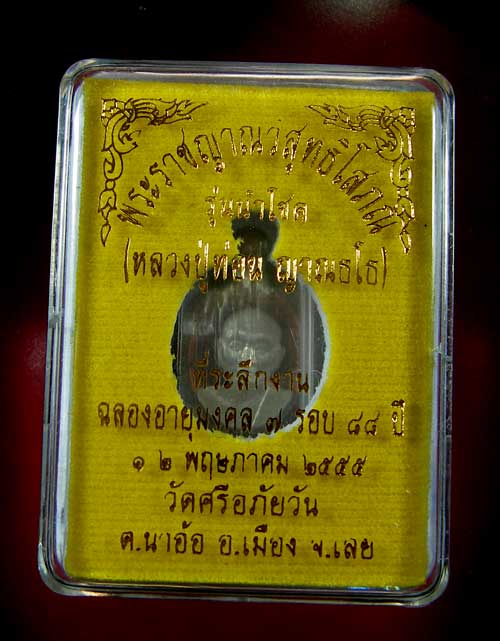 พระราชญาณวิสุทธิโสภณ
รุ่นนำโชค
(หลวงปู่ท่อน ญาณธโร)
ที่ระลึกงาน
ฉลองอายุมงคล ๗ รอบ ๘๔ ปี
๑ ๒ พฤษภาคม ๒๕๕๕
วัดศรีอภัยวัน
ต.นาอ้อ อ.เมือง จ.เลย